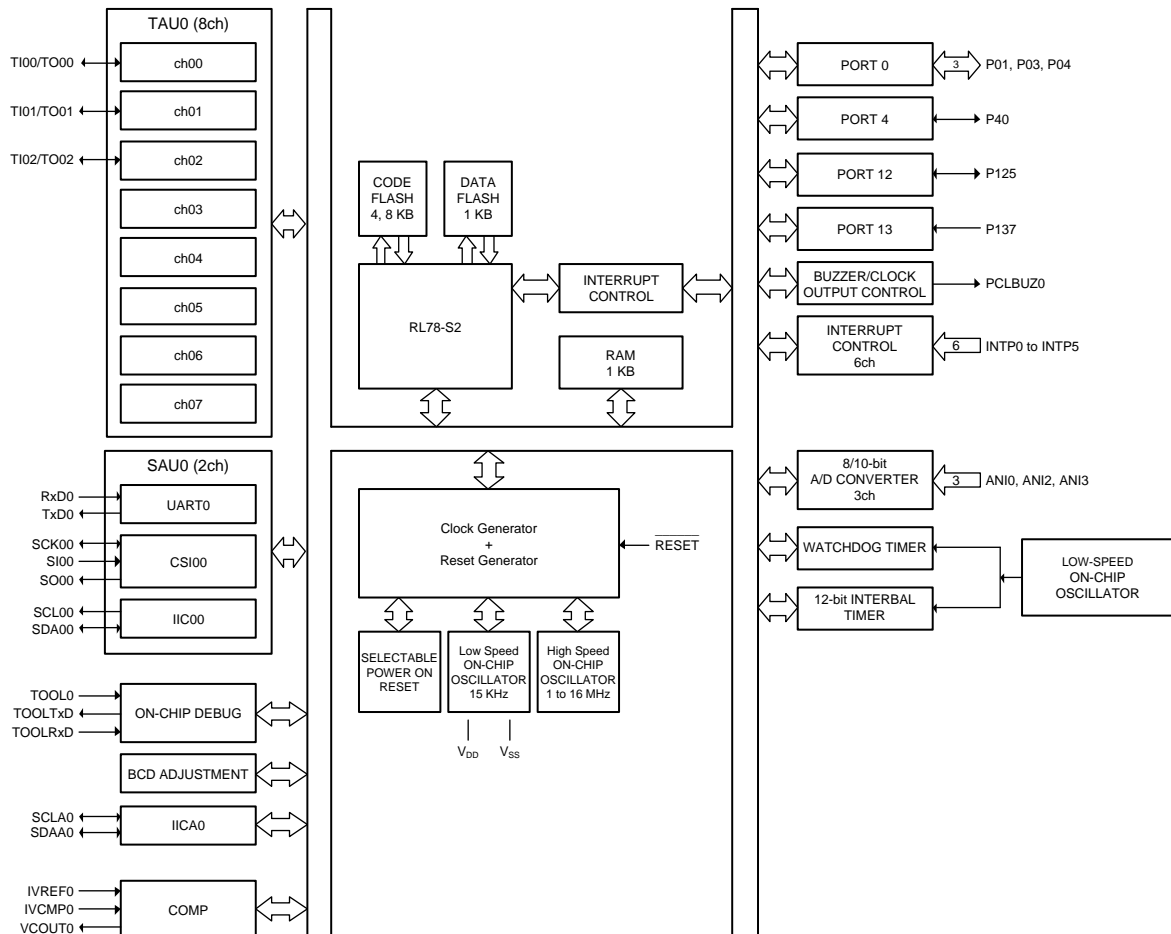 TAU0 (8ch)
TI00/TO00
ch00
TI01/TO01
ch01
TI02/TO02
ch02
ch03
ch04
ch05
ch06
ch07
SAU0 (2ch)
RxD0
TxD0
UART0
SCK00
SI00
SO00
CSI00
SCL00
SDA00
IIC00
TOOL0
TOOLTxD
TOOLRxD
ON-CHIP DEBUG
BCD ADJUSTMENT
SCLA0
SDAA0
IICA0
IVREF0
IVCMP0
VCOUT0
COMP
CODE
FLASH
4, 8 KB
DATA
FLASH
1 KB
RL78-S2
INTERRUPT
CONTROL
RAM
1 KB
Clock Generator
+
Reset Generator
RESET
SELECTABLE
POWER ON
RESET
Low Speed
ON-CHIP
OSCILLATOR
15 KHz
High Speed
ON-CHIP
OSCILLATOR
1 to 16 MHz
VDD
VSS
PORT 0
3
P01, P03, P04
PORT 4
P40
PORT 12
P125
PORT 13
P137
BUZZER/CLOCK
OUTPUT CONTROL
PCLBUZ0
INTERRUPT
CONTROL
6ch
6
INTP0 to INTP5
8/10-bit
A/D CONVERTER
3ch
3
ANI0, ANI2, ANI3
WATCHDOG TIMER
12-bit INTERBAL
TIMER
LOW-SPEED
ON-CHIP
OSCILLATOR